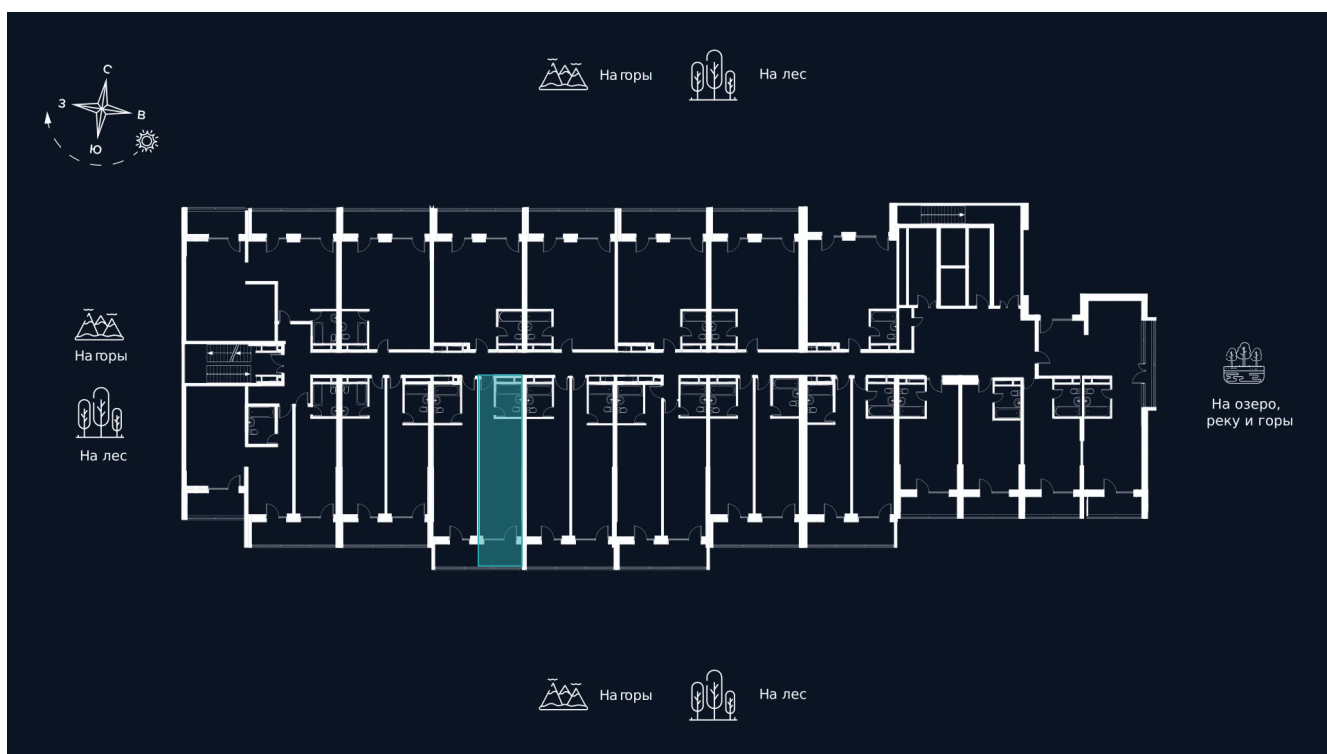 На горы
На лес
С
З
В
Ю
На горы
На лес
На озеро,
реку и горы
На горы
На лес